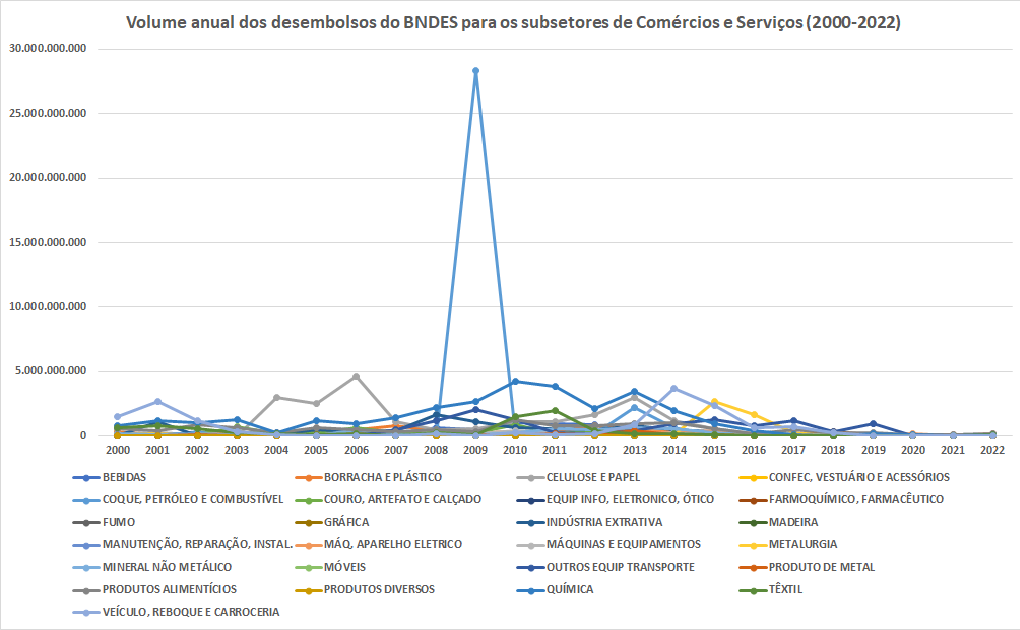 Volume anual dos desembolsos do BNDES para os subsetores de Comércios e Serviços (2000-2022)
30.000.000.000
25.000.000.000
20.000.000.000
15.000.000.000
10.000.000.000
5.000.000.000
0
2000 2001 2002 2003 2004 2005 2006 2007 2008 2009 2010 2011 2012 2013 2014 2015 2016 2017 2018 2019 2020 2021 2022
BEBIDAS BORRACHA E PLÁSTICO CELULOSE E PAPEL CONFEC, VESTUÁRIO E ACESSÓRIOS
COQUE, PETRÓLEO E COMBUSTÍVEL COURO, ARTEFATO E CALÇADO EQUIP INFO, ELETRONICO, ÓTICO FARMOQUÍMICO, FARMACÊUTICO
FUMO GRÁFICA INDÚSTRIA EXTRATIVA MADEIRA
MANUTENÇÃO, REPARAÇÃO, INSTAL. MÁQ, APARELHO ELETRICO MÁQUINAS E EQUIPAMENTOS METALURGIA
MINERAL NÃO METÁLICO MÓVEIS OUTROS EQUIP TRANSPORTE PRODUTO DE METAL
PRODUTOS ALIMENTÍCIOS PRODUTOS DIVERSOS QUÍMICA TÊXTIL
VEÍCULO, REBOQUE E CARROCERIA